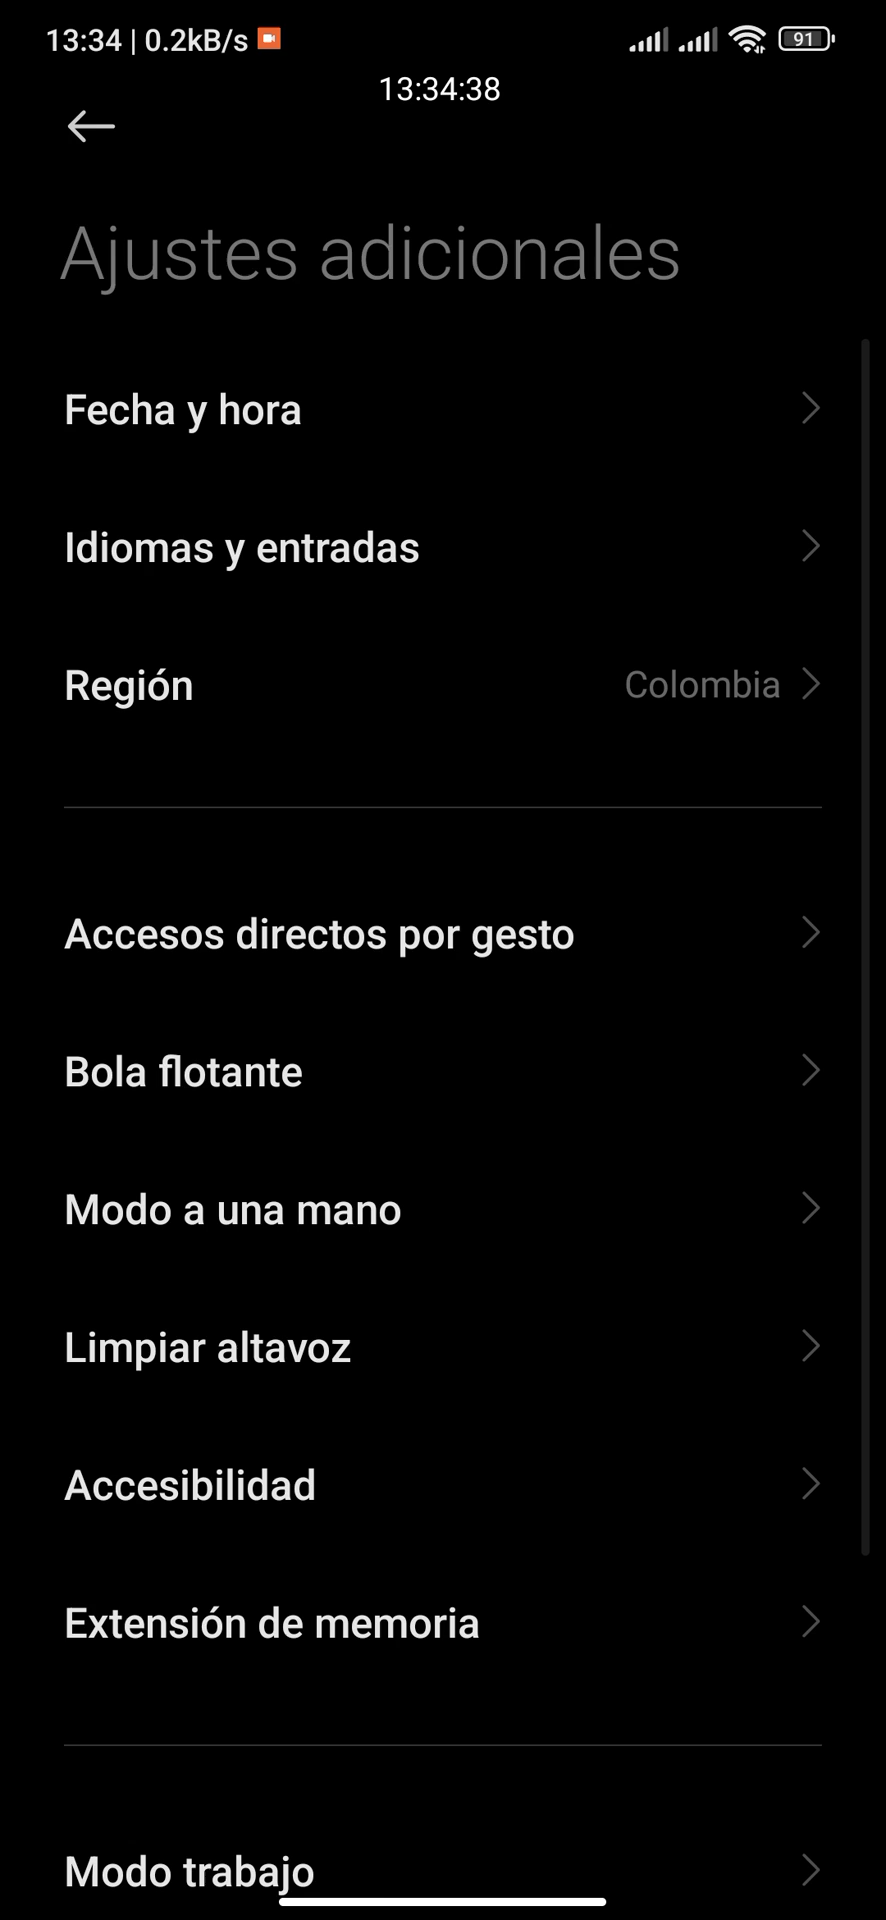 13:34 | 0.2kB/s
91
13:34:38
Ajustes adicionales
Fecha y hora
Idiomas y entradas
Región Colombia
Accesos directos por gesto
Bola flotante
Modo a una mano
Limpiar altavoz
Accesibilidad
Extensión de memoria
Modo trabajo